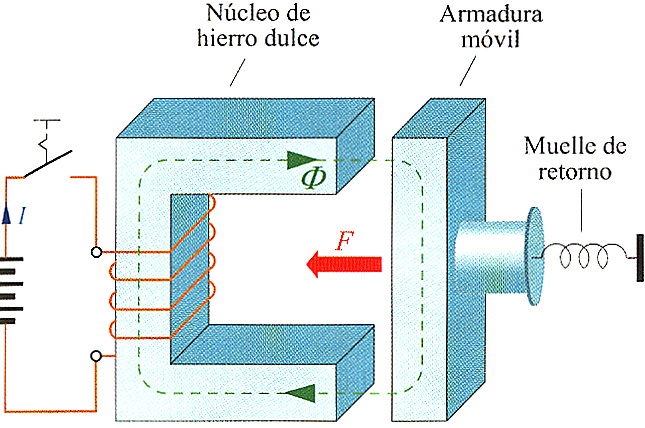 Núcleo de
hierro dulce
Armadura
móvil
Muelle de
retorno
I
Φ
F